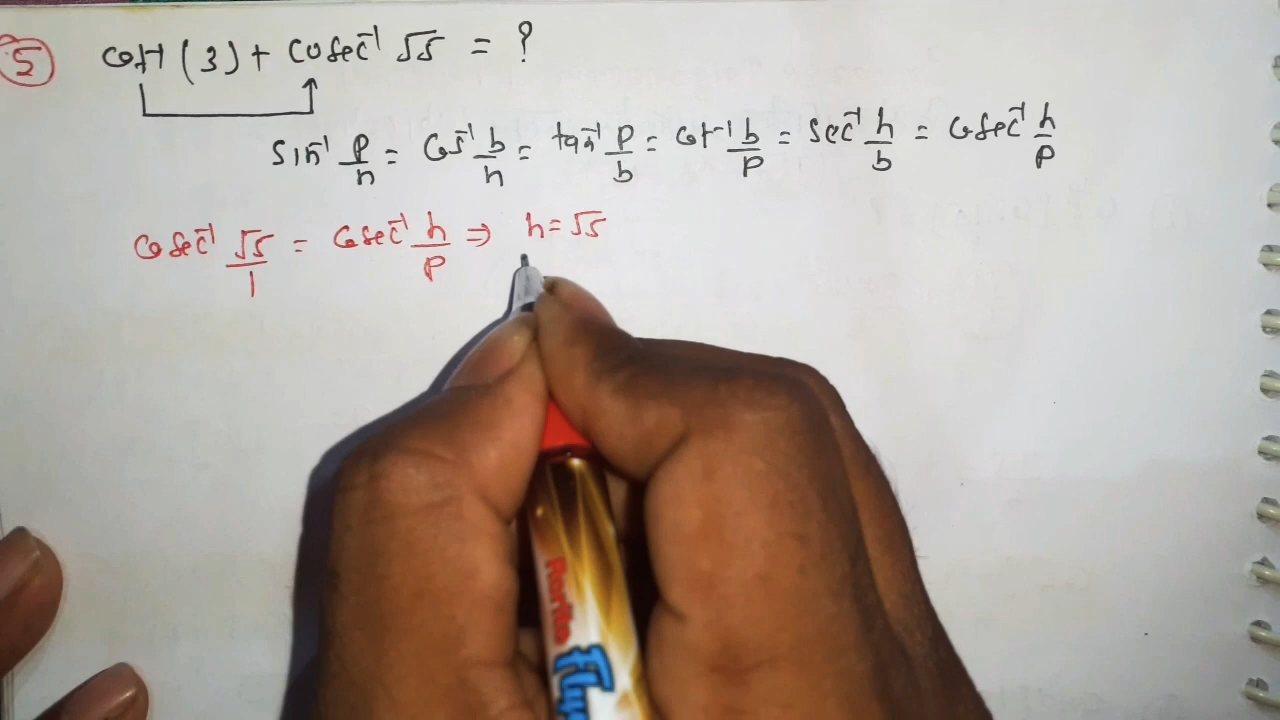 5 cot⁻¹(3) + cosec⁻¹ √5 = ?
sin⁻¹ p/h = cos⁻¹ b/h = tan⁻¹ p/b = cot⁻¹ b/p = sec⁻¹ h/b = cosec⁻¹ h/p
cosec⁻¹ √5/1 = cosec⁻¹ h/p ⇒ h = √5
Rorito